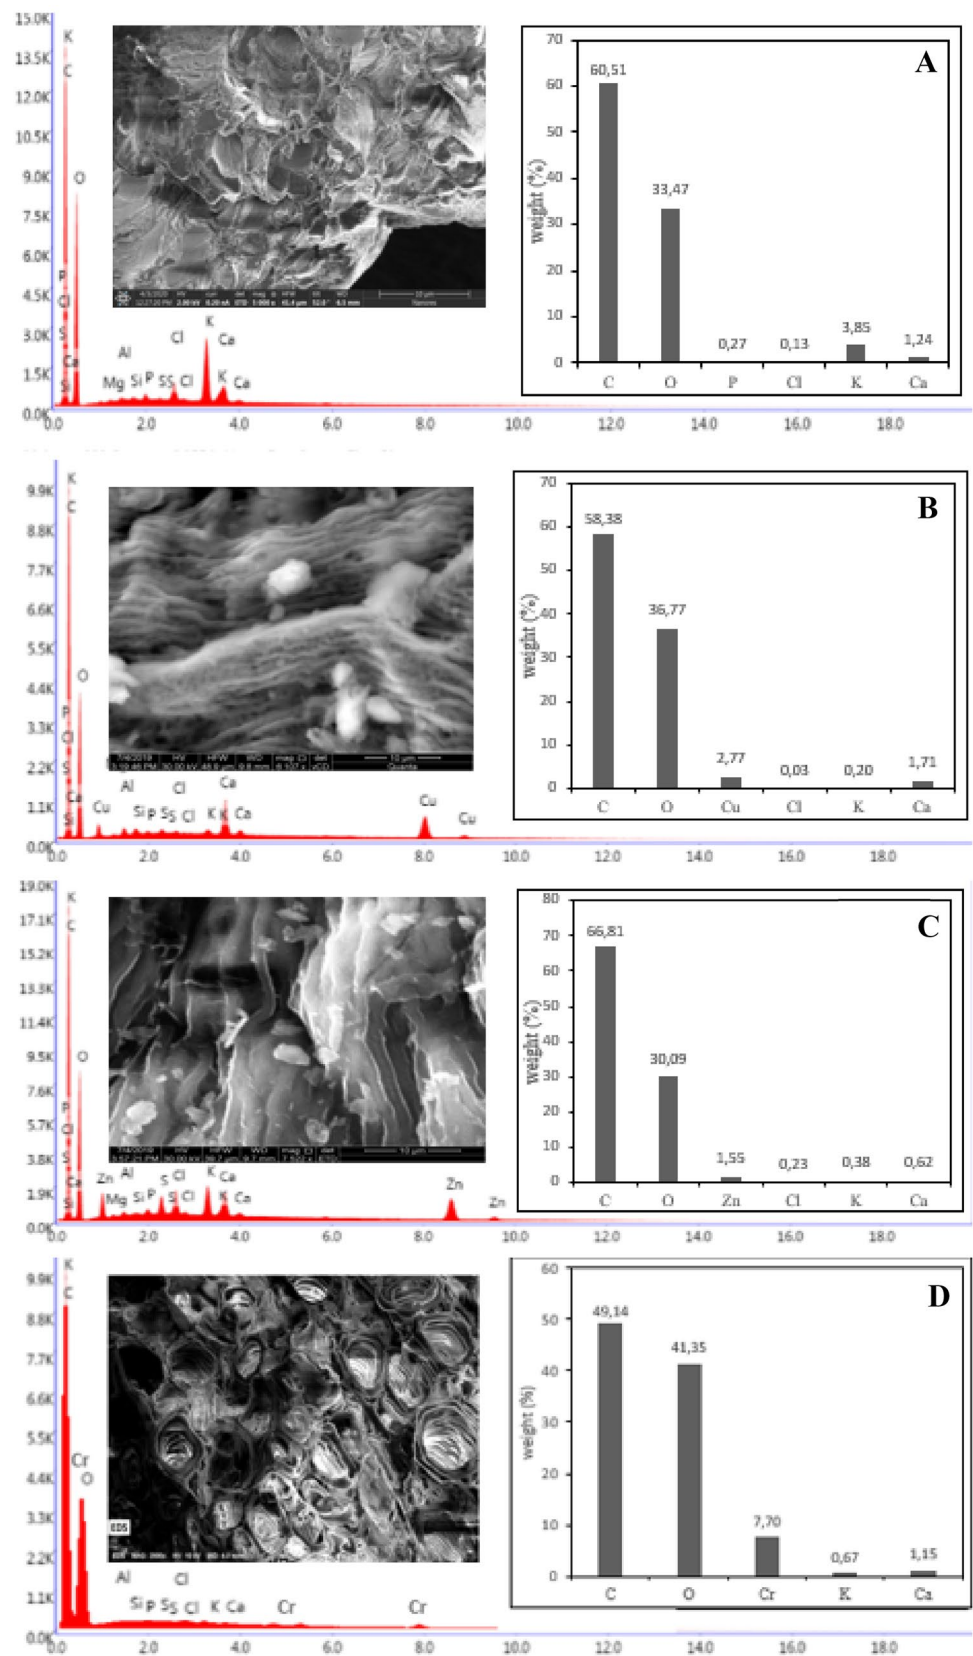 15.0K
13.5K
12.0K
10.5K
9.0K
7.5K
6.0K
4.5K
3.0K
1.5K
0.0K
K
C
O
P
Cl
S
Ca
Si
Al
Mg Si P S S Cl
Cl
K
Ca
K Ca
0.0 2.0 4.0 6.0 8.0 10.0 12.0 14.0 16.0 18.0
A
weight (%)
70
60
50
40
30
20
10
0
60,51
33,47
0,27
0,13
3,85
1,24
C O P Cl K Ca
9.9K
8.8K
7.7K
6.6K
5.5K
4.4K
3.3K
2.2K
1.1K
0.0K
K
C
O
P
Cl
S
Ca
Si
Cu
Al
Si P S S Cl
Cl
K K Ca
Ca
Cu
Cu
0.0 2.0 4.0 6.0 8.0 10.0 12.0 14.0 16.0 18.0
B
weight (%)
70
60
50
40
30
20
10
0
58,38
36,77
2,77
0,03
0,20
1,71
C O Cu Cl K Ca
19.0K
17.1K
15.2K
13.3K
11.4K
9.5K
7.6K
5.7K
3.8K
1.9K
0.0K
K
C
O
P
Cl
S
Ca
Si
Zn
Al
Mg Si P S Cl
S Cl
K
Ca
K Ca
Zn
Zn
0.0 2.0 4.0 6.0 8.0 10.0 12.0 14.0 16.0 18.0
C
weight (%)
80
70
60
50
40
30
20
10
0
66,81
30,09
1,55
0,23
0,38
0,62
C O Zn Cl K Ca
9.9K
8.8K
7.7K
6.6K
5.5K
4.4K
3.3K
2.2K
1.1K
0.0K
K
C
Cr
O
EDS
Al
Cl
Si P S S Cl K Ca
Cr
Cr
0.0 2.0 4.0 6.0 8.0 10.0 12.0 14.0 16.0 18.0
D
weight (%)
60
50
40
30
20
10
0
49,14
41,35
7,70
0,67
1,15
C O Cr K Ca